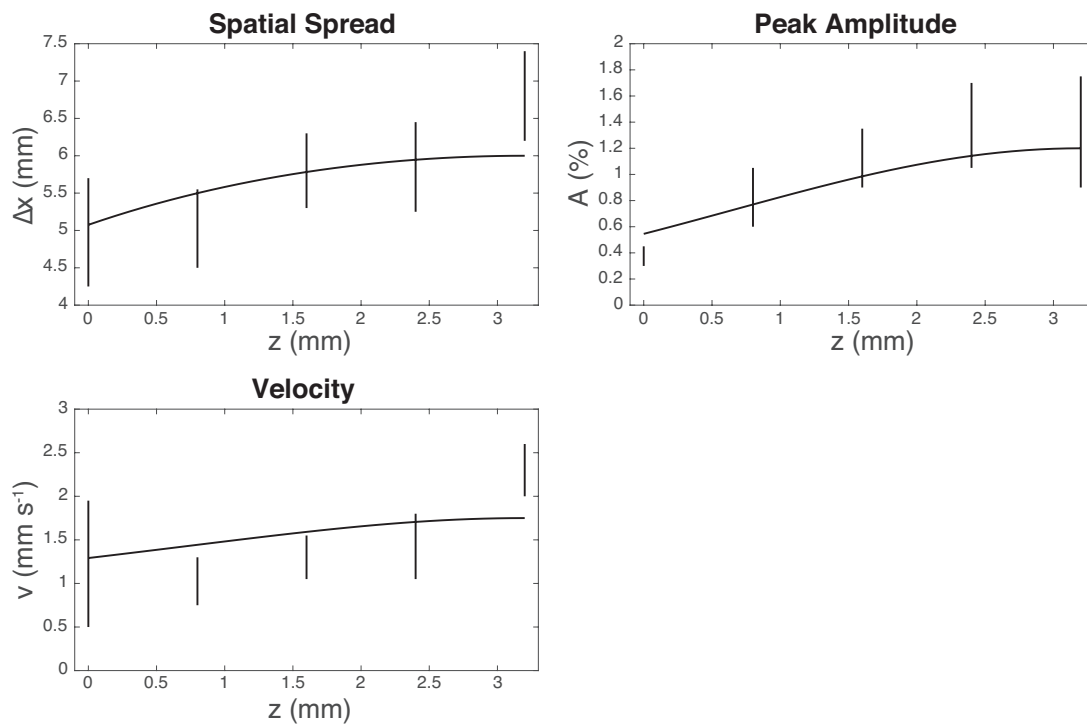 Spatial Spread
7.5
7
6.5
6
5.5
5
4.5
4
Δx (mm)
0 0.5 1 1.5 2 2.5 3
z (mm)
Peak Amplitude
2
1.8
1.6
1.4
1.2
1
0.8
0.6
0.4
0.2
0
A (%)
0 0.5 1 1.5 2 2.5 3
z (mm)
Velocity
3
2.5
2
1.5
1
0.5
0
v (mm s⁻¹)
0 0.5 1 1.5 2 2.5 3
z (mm)